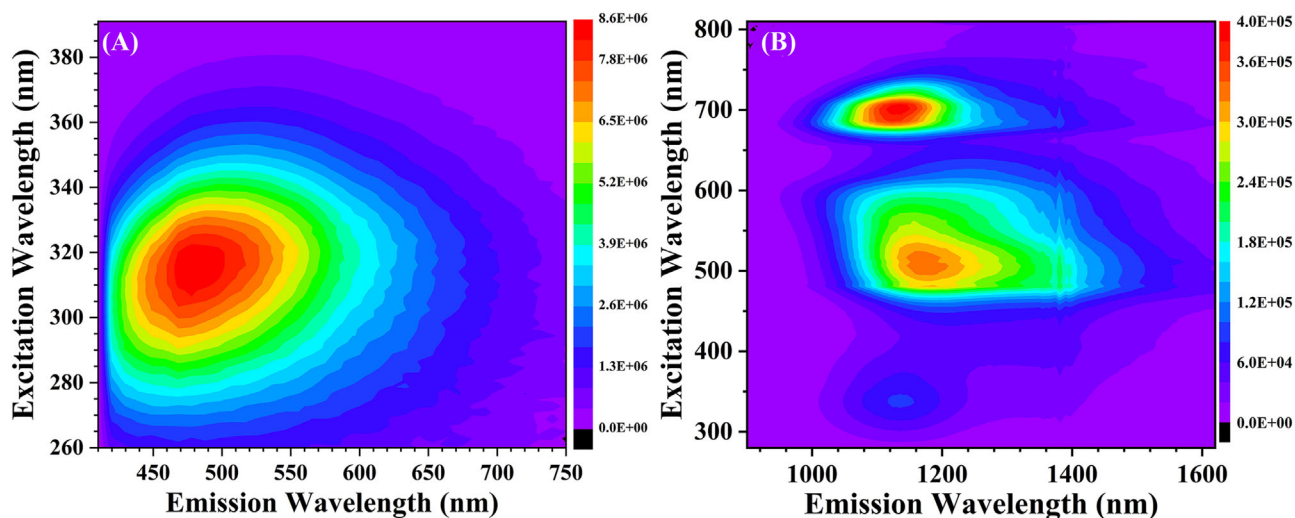 (A)
Excitation Wavelength (nm)
380
360
340
320
300
280
260
450 500 550 600 650 700 750
Emission Wavelength (nm)
8.6E+06
7.8E+06
6.5E+06
5.2E+06
3.9E+06
2.6E+06
1.3E+06
0.0E+00
(B)
Excitation Wavelength (nm)
800
700
600
500
400
300
1000 1200 1400 1600
Emission Wavelength (nm)
4.0E+05
3.6E+05
3.0E+05
2.4E+05
1.8E+05
1.2E+05
6.0E+04
0.0E+00